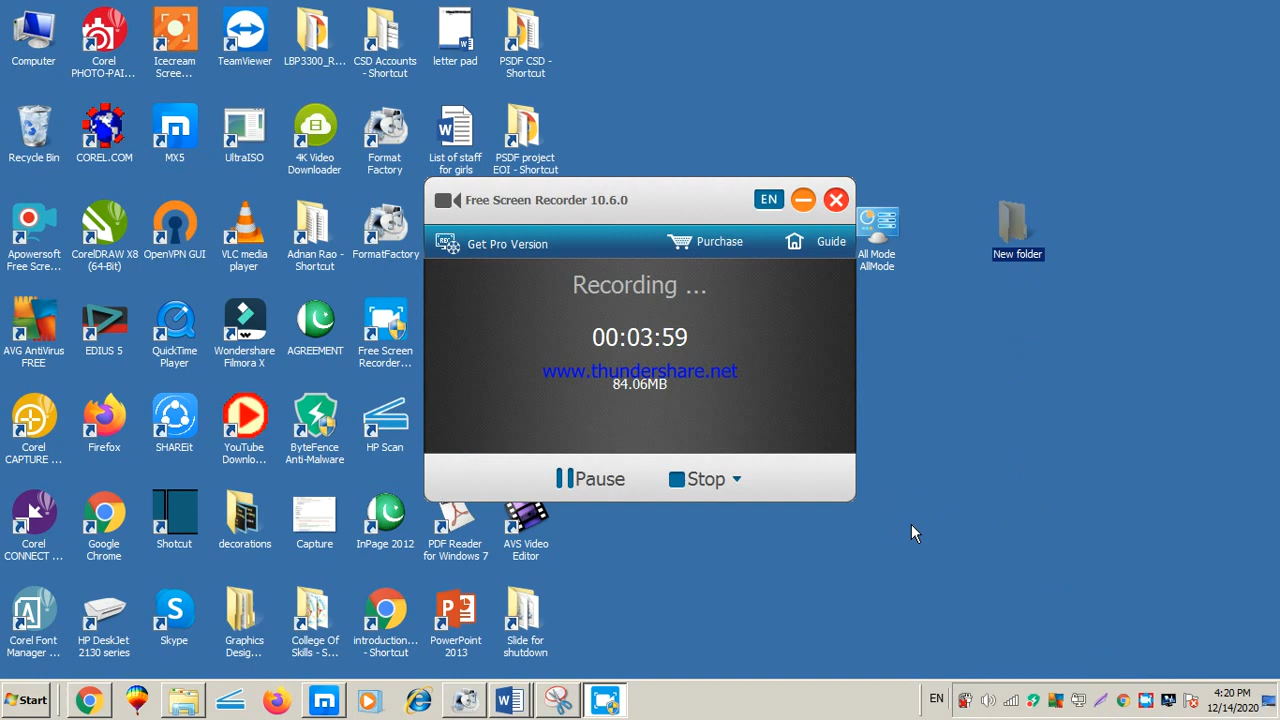 Computer
Corel
PHOTO-PAI...
Icecream
Scree...
TeamViewer
LBP3300_R...
CSD Accounts
- Shortcut
letter pad
PSDF CSD -
Shortcut
Recycle Bin
COREL.COM
MX5
UltraISO
4K Video
Downloader
Format
Factory
List of staff
for girls
PSDF project
EOI - Shortcut
Free Screen Recorder 10.6.0
EN
Get Pro Version
Purchase
Guide
Recording ...
00:03:59
www.thundershare.net
84.06MB
Pause
Stop
Apowersoft
Free Scre...
CorelDRAW X8
(64-Bit)
OpenVPN GUI
VLC media
player
Adnan Rao -
Shortcut
FormatFactory
All Mode
AllMode
New folder
AVG AntiVirus
FREE
EDIUS 5
QuickTime
Player
Wondershare
Filmora X
AGREEMENT
Free Screen
Recorder...
Corel
CAPTURE ...
Firefox
SHAREit
YouTube
Downlo...
ByteFence
Anti-Malware
HP Scan
Corel
CONNECT ...
Google
Chrome
Shotcut
decorations
Capture
InPage 2012
PDF Reader
for Windows 7
AVS Video
Editor
Corel Font
Manager ...
HP DeskJet
2130 series
Skype
Graphics
Desig...
College Of
Skills - S...
introduction...
- Shortcut
PowerPoint
2013
Slide for
shutdown
Start
EN
4:20 PM
12/14/2020